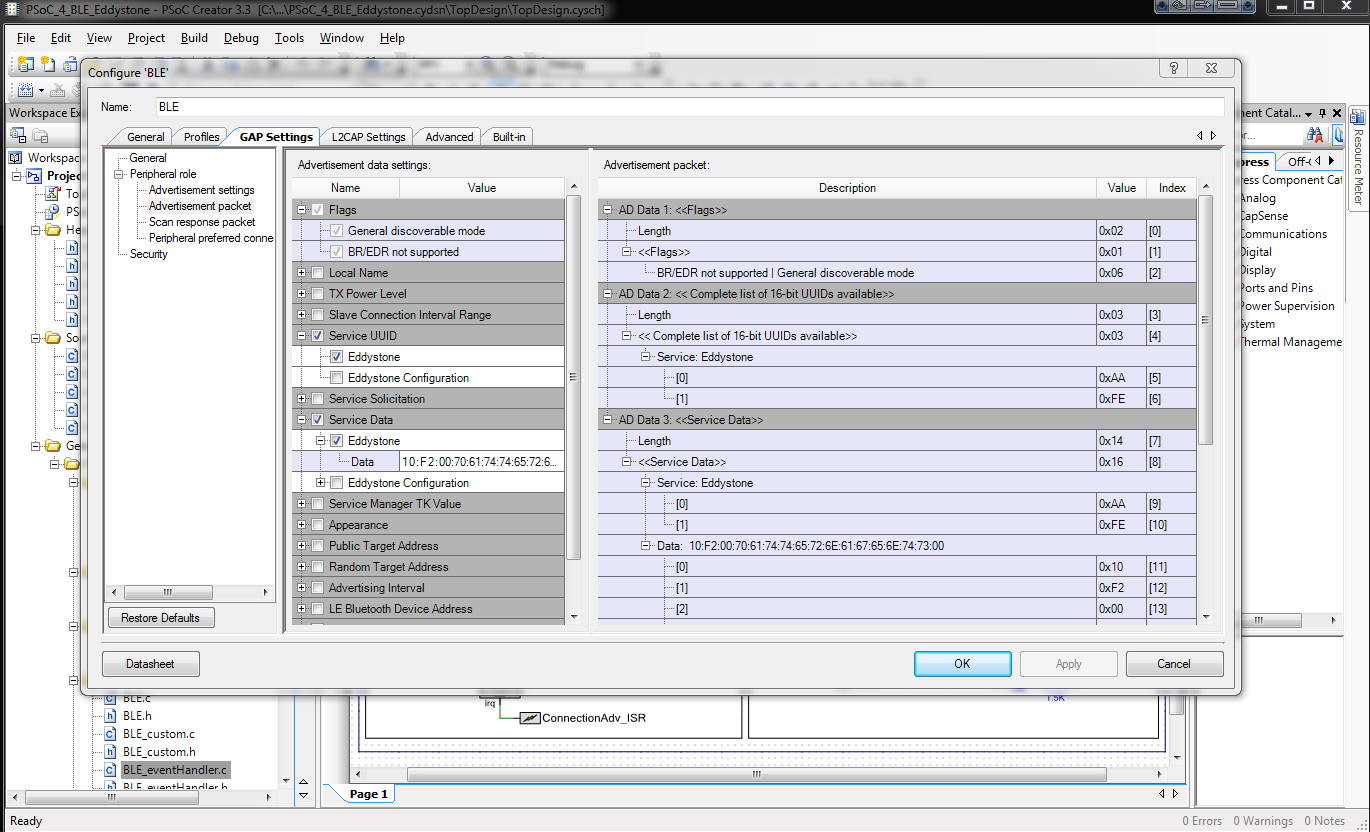 PSoC_4_BLE_Eddystone - PSoC Creator 3.3 [C:\...\PSoC_4_BLE_Eddystone.cydsn\TopDesign\TopDesign.cysch]
File Edit View Project Build Debug Tools Window Help
Configure 'BLE'
Name: BLE
General Profiles GAP Settings L2CAP Settings Advanced Built-in
General
Peripheral role
Advertisement settings
Advertisement packet
Scan response packet
Peripheral preferred conne
Security
Restore Defaults
Advertisement data settings:
Name Value
Flags
General discoverable mode
BR/EDR not supported
Local Name
TX Power Level
Slave Connection Interval Range
Service UUID
Eddystone
Eddystone Configuration
Service Solicitation
Service Data
Eddystone
Data 10:F2:00:70:61:74:74:65:72:6...
Eddystone Configuration
Service Manager TK Value
Appearance
Public Target Address
Random Target Address
Advertising Interval
LE Bluetooth Device Address
Advertisement packet:
Description Value Index
AD Data 1: <<Flags>>
Length 0x02 [0]
<<Flags>> 0x01 [1]
BR/EDR not supported | General discoverable mode 0x06 [2]
AD Data 2: << Complete list of 16-bit UUIDs available>>
Length 0x03 [3]
<< Complete list of 16-bit UUIDs available>> 0x03 [4]
Service: Eddystone
[0] 0xAA [5]
[1] 0xFE [6]
AD Data 3: <<Service Data>>
Length 0x14 [7]
<<Service Data>> 0x16 [8]
Service: Eddystone
[0] 0xAA [9]
[1] 0xFE [10]
Data: 10:F2:00:70:61:74:74:65:72:6E:61:67:65:6E:74:73:00
[0] 0x10 [11]
[1] 0xF2 [12]
[2] 0x00 [13]
Datasheet OK Apply Cancel
Workspace Ex
Workspac
Projec
To
PS
He
So
Ge
BLE.c
BLE.h
BLE_custom.c
BLE_custom.h
BLE_eventHandler.c
BLE_eventHandler.h
irq
ConnectionAdv_ISR
1.5K
Page 1
nent Catal...
press Off-
ress Component Cat
Analog
CapSense
Communications
Digital
Display
Ports and Pins
Power Supervision
System
Thermal Manageme
Resource Meter
Ready 0 Errors 0 Warnings 0 Notes